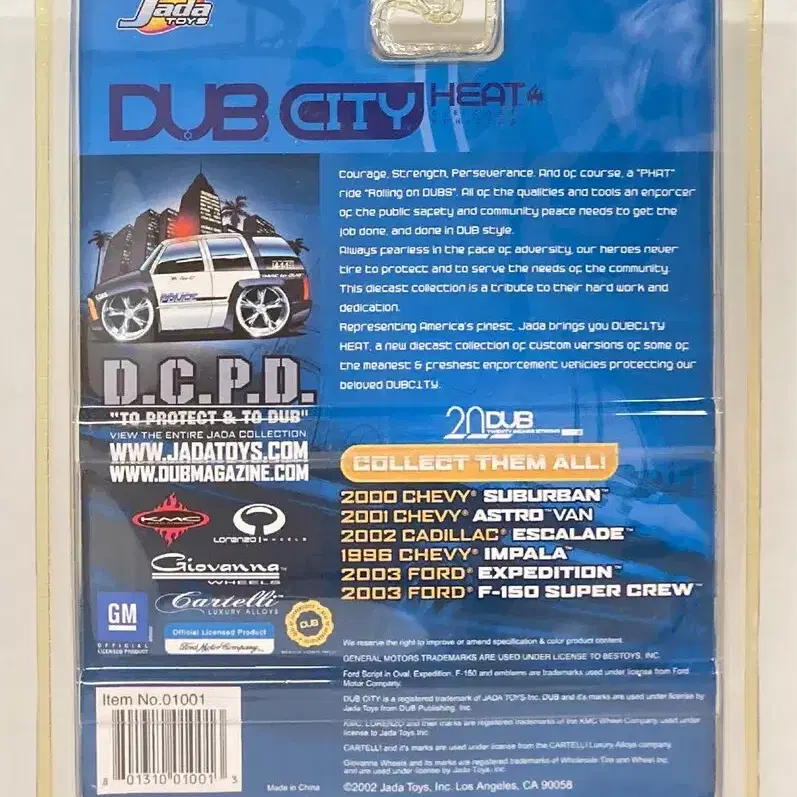 Jada
TOYS
DUB CITY HEAT
Courage, Strength, Perseverance. And of course, a "PHAT"
ride "Rolling on DUBS". All of the qualities and tools an enforcer
of the public safety and community peace needs to get the
job done, and done in DUB style.
Always fearless in the face of adversity, our heroes never
tire to protect and to serve the needs of the community.
This diecast collection is a tribute to their hard work and
dedication.
Representing America's finest, Jada brings you DUBCITY
HEAT, a new diecast collection of custom versions of some of
the meanest & freshest enforcement vehicles protecting our
beloved DUBCITY.
POLICE
D.C.P.D.
"TO PROTECT & TO DUB"
VIEW THE ENTIRE JADA COLLECTION
WWW.JADATOYS.COM
WWW.DUBMAGAZINE.COM
20 DUB
COLLECT THEM ALL!
2000 CHEVY® SUBURBAN™
2001 CHEVY® ASTRO™ VAN
2002 CADILLAC® ESCALADE™
1996 CHEVY® IMPALA™
2003 FORD® EXPEDITION™
2003 FORD® F-150 SUPER CREW™
KMC
LORENZO WHEELS
Giovanna™
WHEELS
Cartelli™
LUXURY ALLOYS
GM
OFFICIAL
LICENSED PRODUCT
Official Licensed Product
Ford Motor Company
DUB
We reserve the right to improve or amend specification & color product content.
GENERAL MOTORS TRADEMARKS ARE USED UNDER LICENSE TO BESTOYS, INC.
Ford Script in Oval, Expedition, F-150 and emblems are trademarks used under license from Ford
Motor Company.
DUB CITY is a registered trademark of JADA TOYS Inc. DUB and it's marks are used under license by
Jada Toys from DUB Publishing, Inc.
KMC, LORENZO and their marks are registered trademarks of the KMC Wheel Company used under
license to Jada Toys Inc.
CARTELLI and it's marks are used under license from the CARTELLI Luxury Alloys company.
Giovanna Wheels and its marks are registered trademarks of Wholesale Tire and Wheel Inc.
and are used under license by Jada Toys, Inc.
Item No.01001
8 01310 01001 3
Made in China
©2002 Jada Toys, Inc. Los Angeles, CA 90058